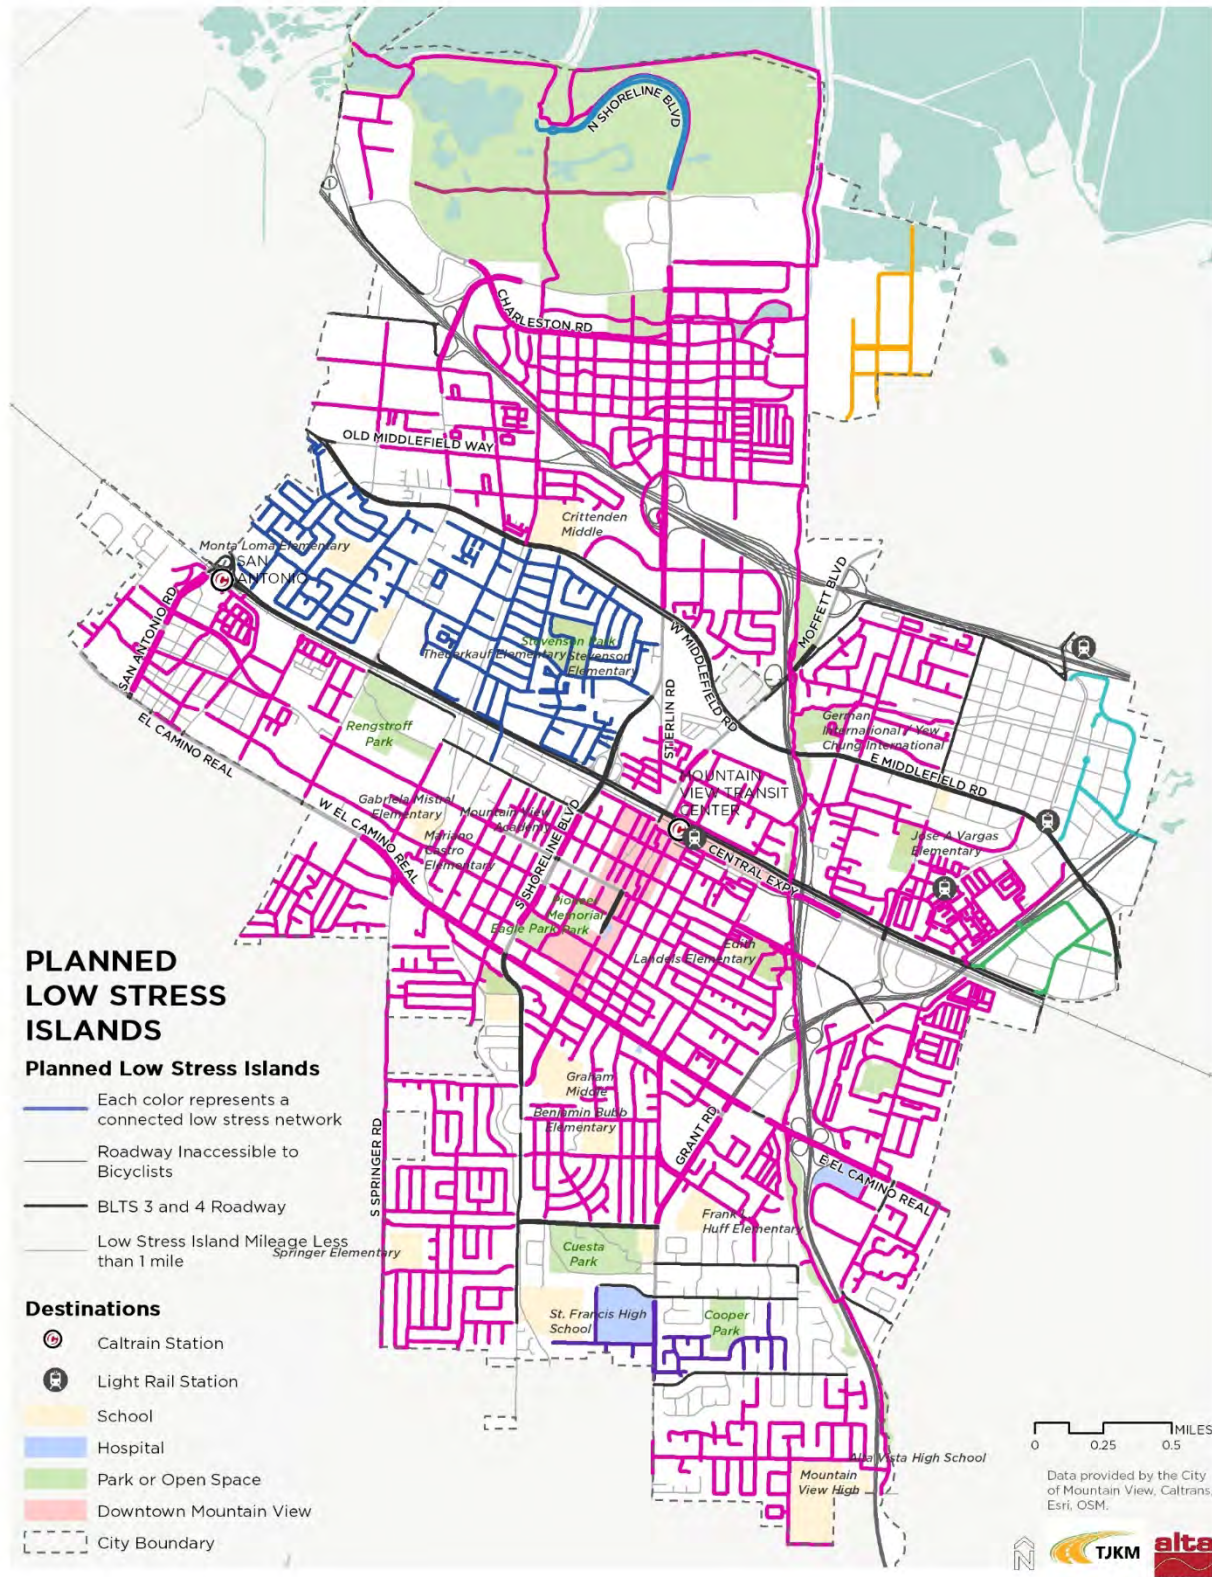 N SHORELINE BLVD
CHARLESTON RD
OLD MIDDLEFIELD WAY
Crittenden
Middle
Monta Loma Elementary
SAN
ANTONIO
SAN ANTONIO RD
MOFFETT BLVD
Stevenson Park
Theuerkauf Elementary
Stevenson
Elementary
W MIDDLEFIELD RD
STIERLIN RD
EL CAMINO REAL
Rengstroff
Park
German
International / Yew
Chung International
E MIDDLEFIELD RD
MOUNTAIN
VIEW TRANSIT
CENTER
W EL CAMINO REAL
Gabriela Mistral
Elementary
Mountain View
Academy
Mariano
Castro
Elementary
S SHORELINE BLVD
CENTRAL EXPY
Jose A Vargas
Elementary
Pioneer
Memorial
Park
Eagle Park
Edith
Landels Elementary
PLANNED
LOW STRESS
ISLANDS
Planned Low Stress Islands
Each color represents a
connected low stress network
Roadway Inaccessible to
Bicyclists
BLTS 3 and 4 Roadway
Low Stress Island Mileage Less
than 1 mile
Destinations
Caltrain Station
Light Rail Station
School
Hospital
Park or Open Space
Downtown Mountain View
City Boundary
Graham
Middle
Benjamin Bubb
Elementary
GRANT RD
S SPRINGER RD
E EL CAMINO REAL
Frank L.
Huff Elementary
Springer Elementary
Cuesta
Park
St. Francis High
School
Cooper
Park
Alta Vista High School
Mountain
View High
MILES
0 0.25 0.5
Data provided by the City
of Mountain View, Caltrans,
Esri, OSM.
N
TJKM
alta